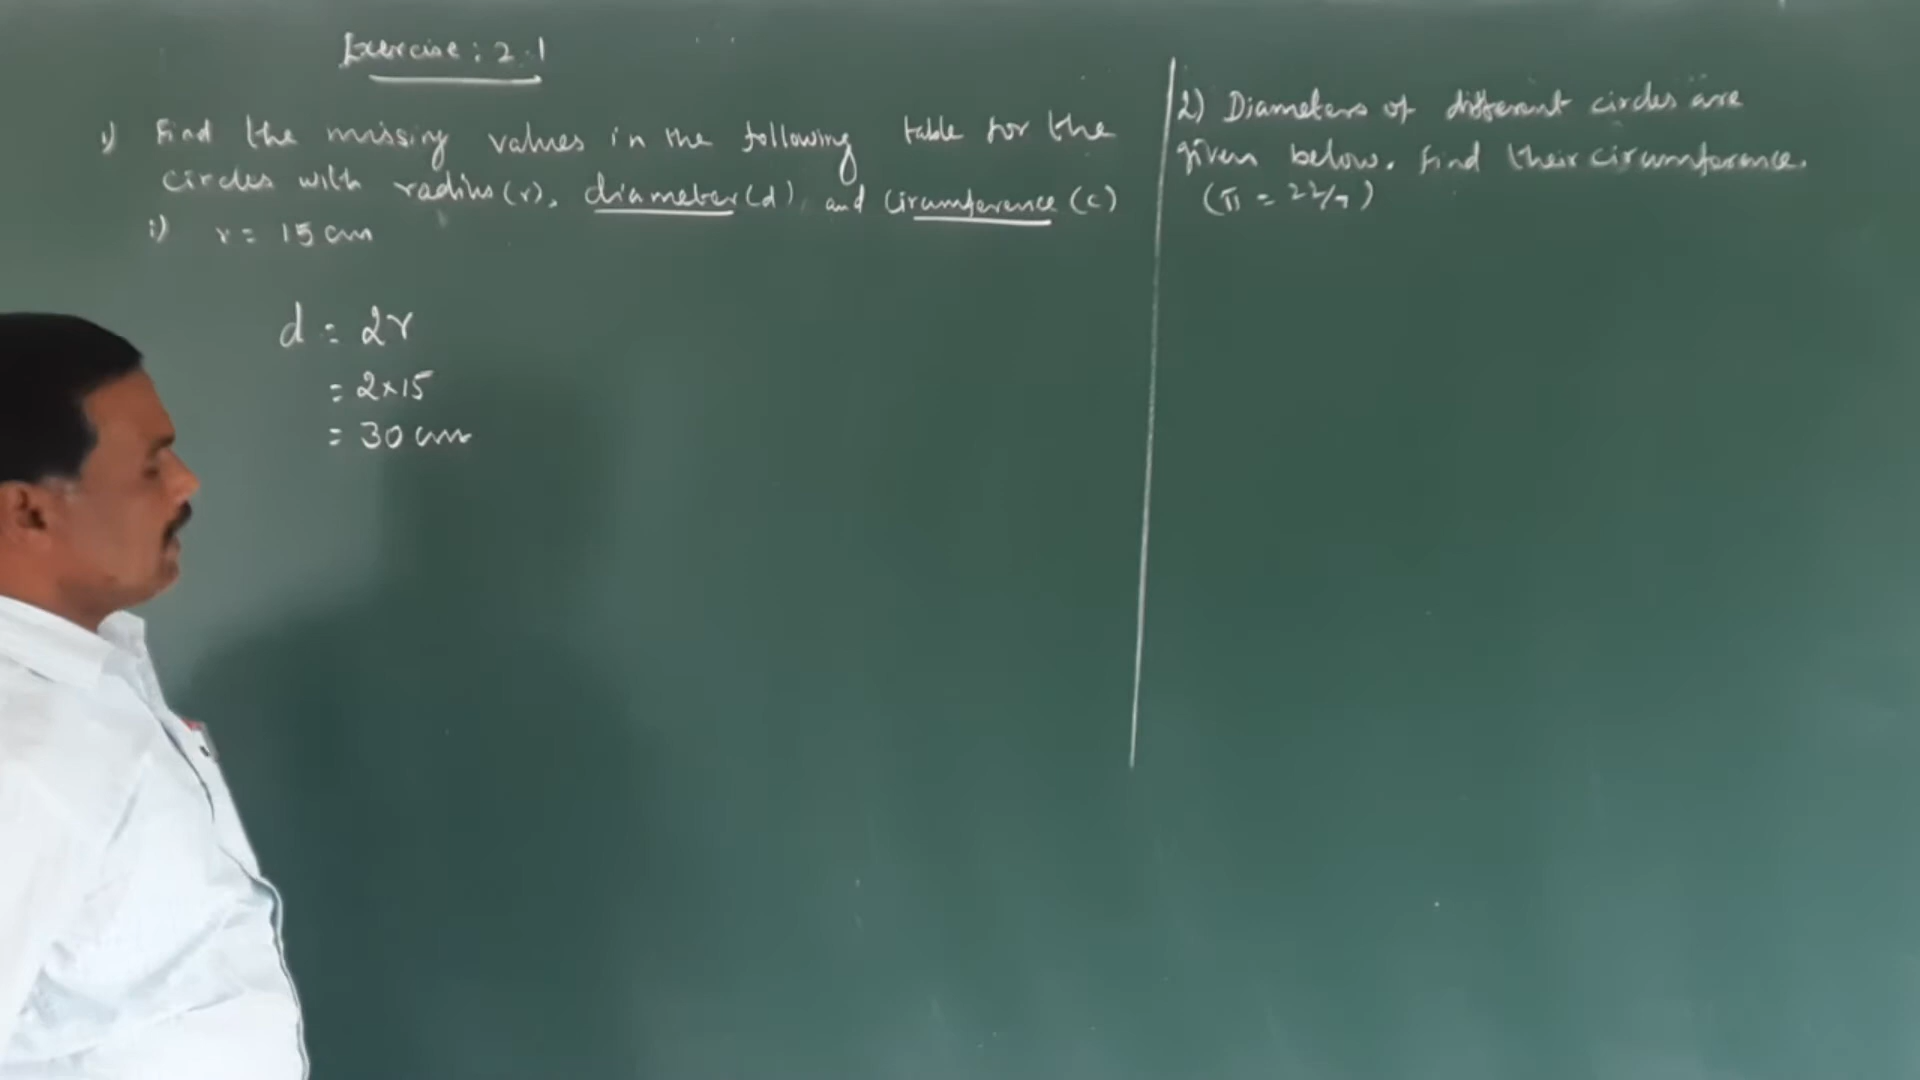 Exercise: 2.1
1) Find the missing values in the following table for the
circles with radius (r), diameter (d) and circumference (c)
i) r = 15 cm
d = 2r
= 2×15
= 30 cm
2) Diameters of different circles are
given below. Find their circumference.
(π = 22/7)